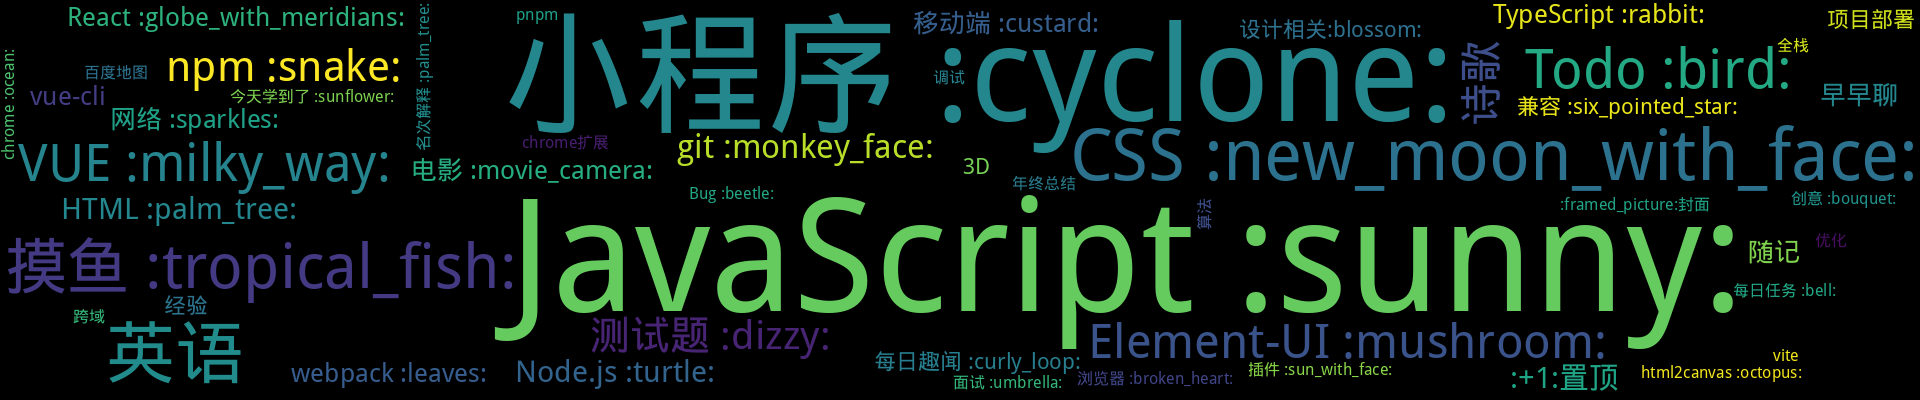 React :globe_with_meridians:
名次解释 :palm_tree:
pnpm
小程序 :cyclone:
移动端 :custard:
设计相关:blossom:
TypeScript :rabbit:
项目部署
chrome :ocean:
百度地图
npm :snake:
调试
诗歌
Todo :bird:
全栈
vue-cli
今天学到了 :sunflower:
兼容 :six_pointed_star:
早早聊
网络 :sparkles:
chrome扩展
git :monkey_face:
CSS :new_moon_with_face:
VUE :milky_way:
电影 :movie_camera:
3D
年终总结
Bug :beetle:
HTML :palm_tree:
JavaScript :sunny:
算法
:framed_picture:封面
创意 :bouquet:
摸鱼 :tropical_fish:
随记
优化
每日任务 :bell:
经验
跨域
英语
测试题 :dizzy:
Element-UI :mushroom:
webpack :leaves:
Node.js :turtle:
每日趣闻 :curly_loop:
面试 :umbrella:
浏览器 :broken_heart:
插件 :sun_with_face:
:+1:置顶
vite
html2canvas :octopus: